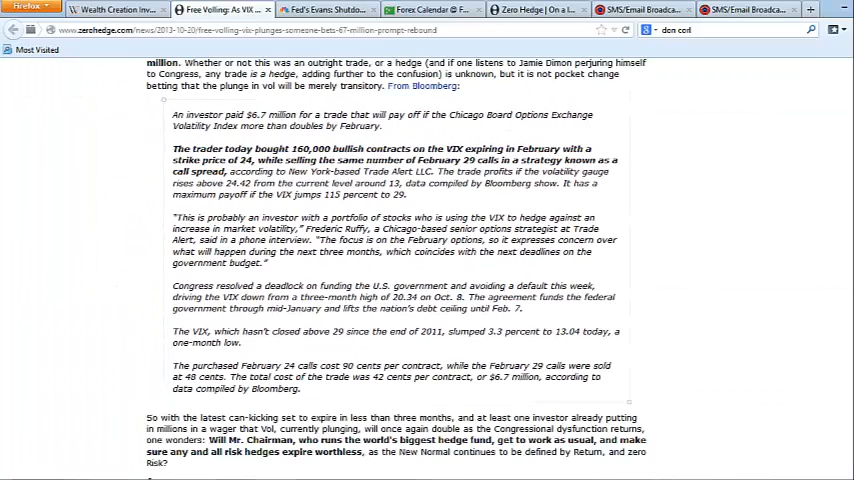 Firefox
Wealth Creation Inv...
Free Volling: As VIX ...
Fed's Evans: Shutdo...
Forex Calendar @ F...
Zero Hedge | On a l...
SMS/Email Broadca...
SMS/Email Broadca...
www.zerohedge.com/news/2013-10-20/free-volling-vix-plunges-someone-bets-67-million-prompt-rebound
don coxl
Most Visited
million. Whether or not this was an outright trade, or a hedge (and if one listens to Jamie Dimon perjuring himself
to Congress, any trade is a hedge, adding further to the confusion) is unknown, but it is not pocket change
betting that the plunge in vol will be merely transitory. From Bloomberg:
An investor paid $6.7 million for a trade that will pay off if the Chicago Board Options Exchange
Volatility Index more than doubles by February.
The trader today bought 160,000 bullish contracts on the VIX expiring in February with a
strike price of 24, while selling the same number of February 29 calls in a strategy known as a
call spread, according to New York-based Trade Alert LLC. The trade profits if the volatility gauge
rises above 24.42 from the current level around 13, data compiled by Bloomberg show. It has a
maximum payoff if the VIX jumps 115 percent to 29.
"This is probably an investor with a portfolio of stocks who is using the VIX to hedge against an
increase in market volatility," Frederic Ruffy, a Chicago-based senior options strategist at Trade
Alert, said in a phone interview. "The focus is on the February options, so it expresses concern over
what will happen during the next three months, which coincides with the next deadlines on the
government budget."
Congress resolved a deadlock on funding the U.S. government and avoiding a default this week,
driving the VIX down from a three-month high of 20.34 on Oct. 8. The agreement funds the federal
government through mid-January and lifts the nation's debt ceiling until Feb. 7.
The VIX, which hasn't closed above 29 since the end of 2011, slumped 3.3 percent to 13.04 today, a
one-month low.
The purchased February 24 calls cost 90 cents per contract, while the February 29 calls were sold
at 48 cents. The total cost of the trade was 42 cents per contract, or $6.7 million, according to
data compiled by Bloomberg.
So with the latest can-kicking set to expire in less than three months, and at least one investor already putting
in millions in a wager that Vol, currently plunging, will once again double as the Congressional dysfunction returns,
one wonders: Will Mr. Chairman, who runs the world's biggest hedge fund, get to work as usual, and make
sure any and all risk hedges expire worthless, as the New Normal continues to be defined by Return, and zero
Risk?